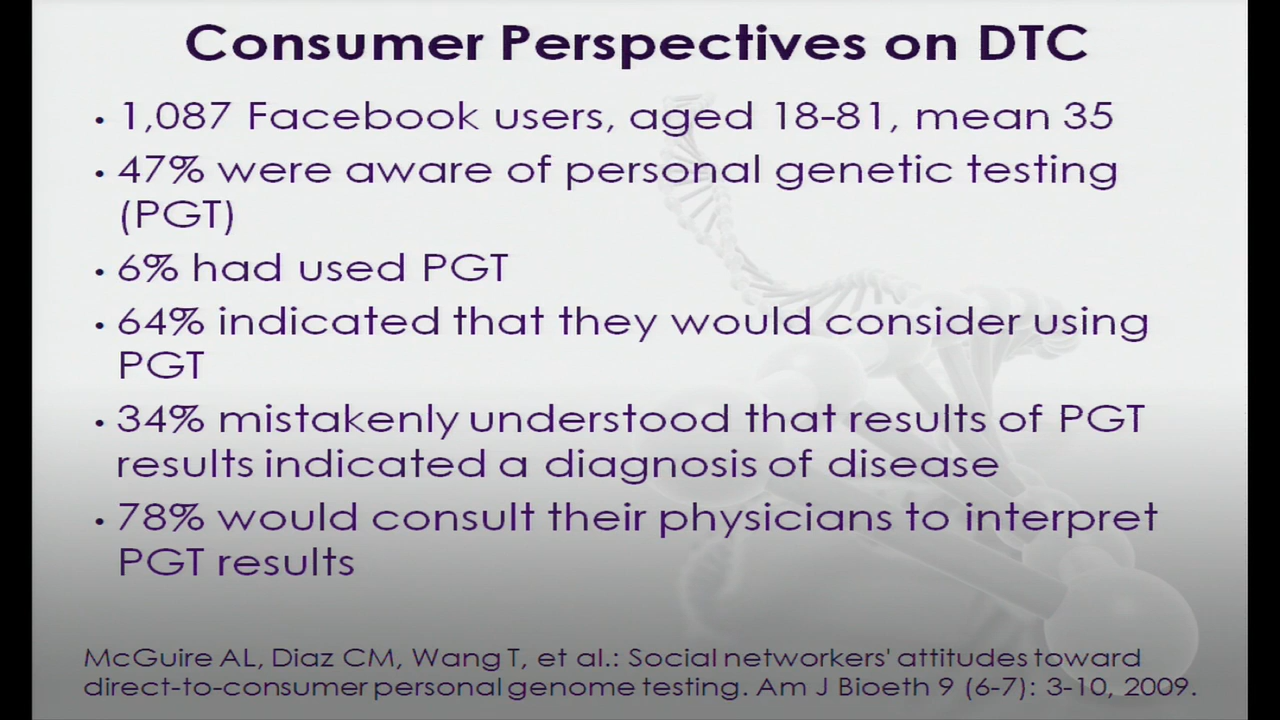 Consumer Perspectives on DTC
• 1,087 Facebook users, aged 18-81, mean 35
• 47% were aware of personal genetic testing
(PGT)
• 6% had used PGT
• 64% indicated that they would consider using
PGT
• 34% mistakenly understood that results of PGT
results indicated a diagnosis of disease
• 78% would consult their physicians to interpret
PGT results
McGuire AL, Diaz CM, Wang T, et al.: Social networkers' attitudes toward
direct-to-consumer personal genome testing. Am J Bioeth 9 (6-7): 3-10, 2009.